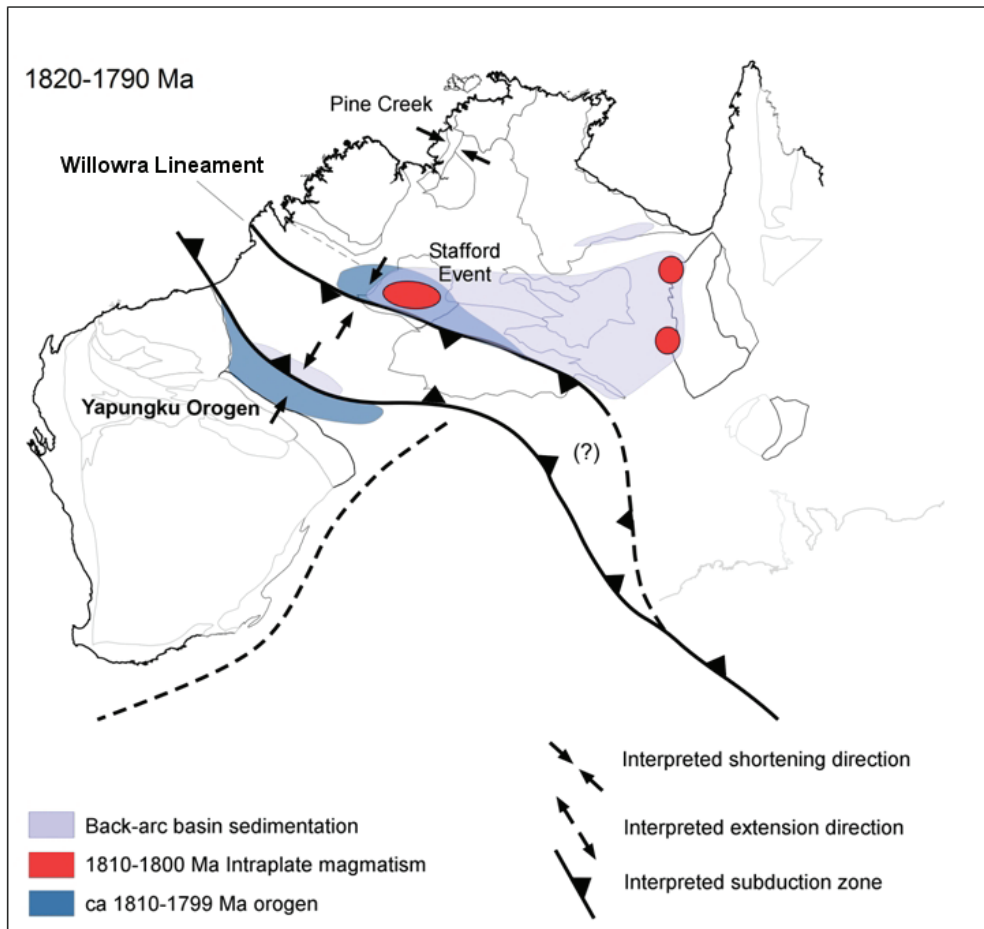 1820-1790 Ma
Pine Creek
Willowra Lineament
Stafford
Event
Yapungku Orogen
(?)
Interpreted shortening direction
Back-arc basin sedimentation
Interpreted extension direction
1810-1800 Ma Intraplate magmatism
Interpreted subduction zone
ca 1810-1799 Ma orogen